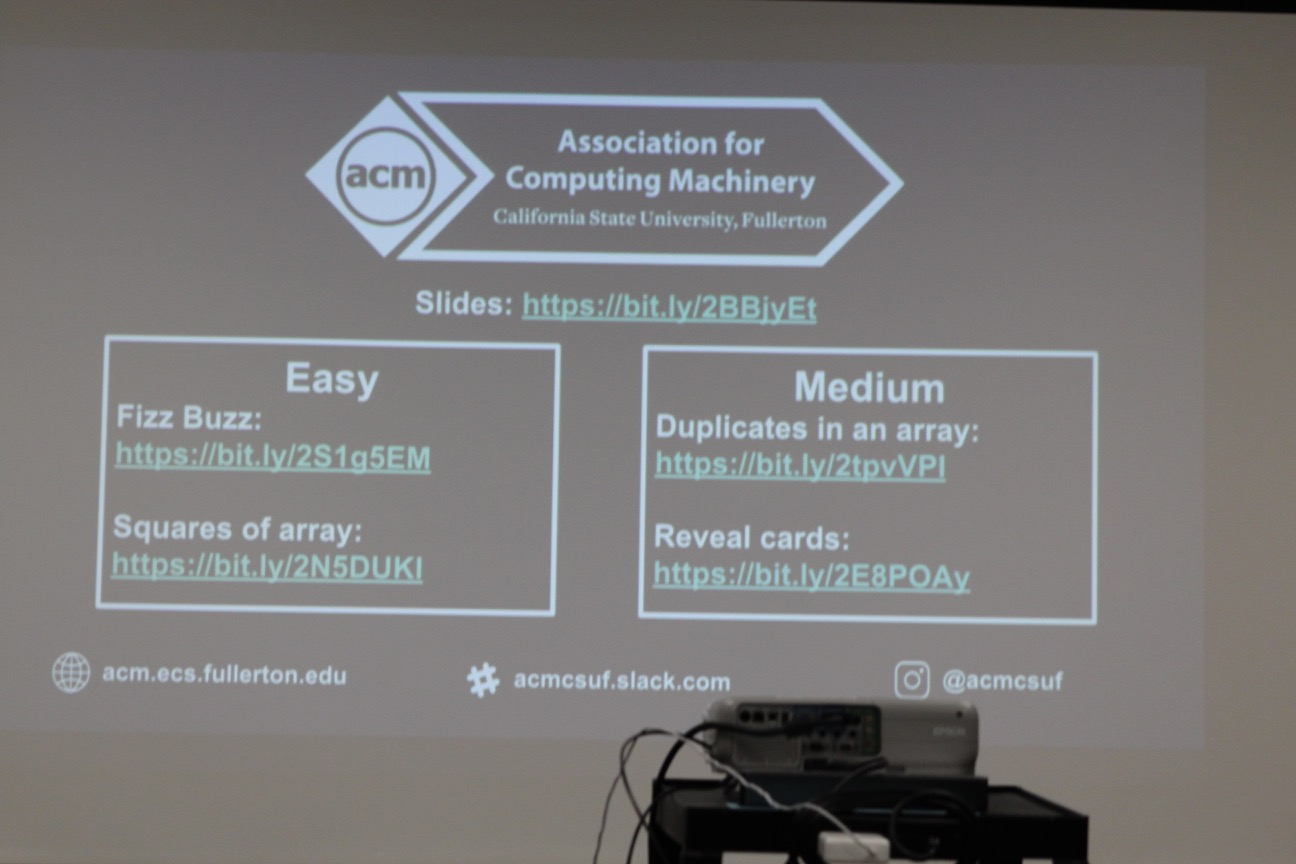 acm
Association for
Computing Machinery
California State University, Fullerton
Slides: https://bit.ly/2BBjyEt
Easy
Fizz Buzz:
https://bit.ly/2S1g5EM
Squares of array:
https://bit.ly/2N5DUKI
Medium
Duplicates in an array:
https://bit.ly/2tpvVPI
Reveal cards:
https://bit.ly/2E8POAy
acm.ecs.fullerton.edu
acmcsuf.slack.com
@acmcsuf
EPSON